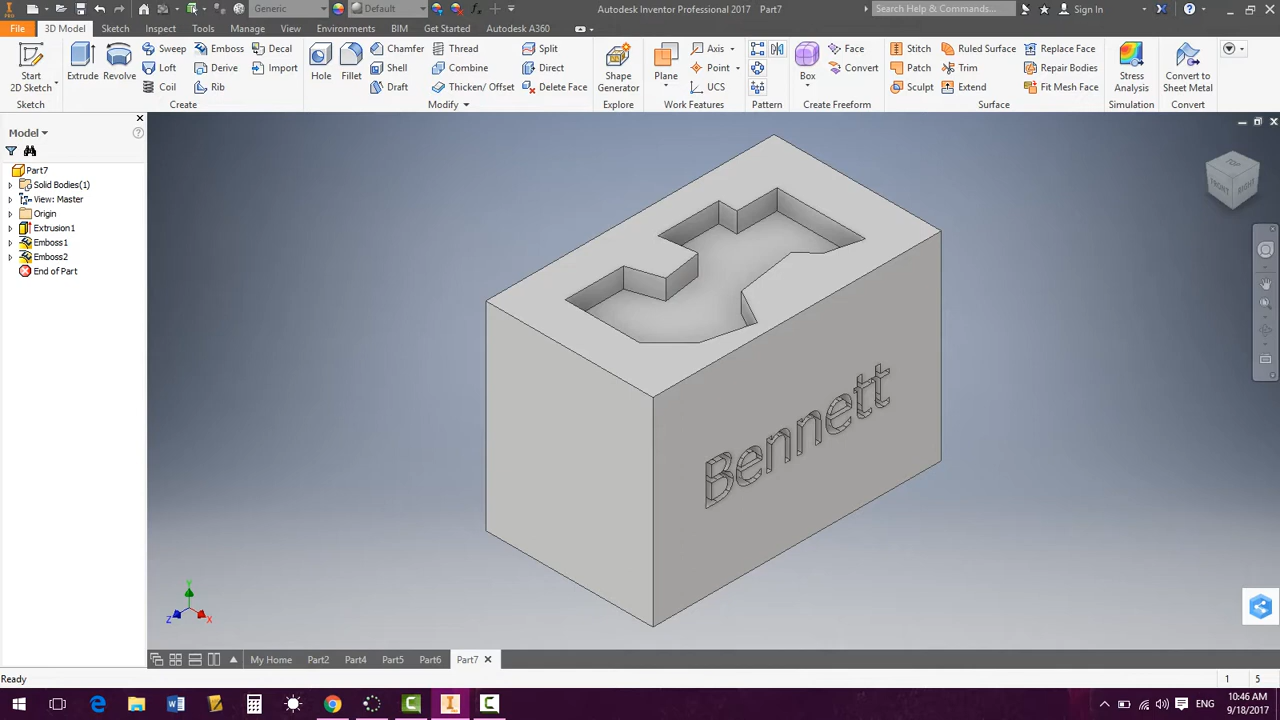 Generic
Default
Autodesk Inventor Professional 2017 Part7
Search Help & Commands...
Sign In
File
3D Model
Sketch
Inspect
Tools
Manage
View
Environments
BIM
Get Started
Autodesk A360
Start
2D Sketch
Extrude
Revolve
Sweep
Loft
Coil
Emboss
Derive
Rib
Decal
Import
Hole
Fillet
Chamfer
Shell
Draft
Thread
Combine
Thicken/ Offset
Split
Direct
Delete Face
Shape
Generator
Plane
Axis
Point
UCS
Box
Face
Convert
Stitch
Patch
Sculpt
Ruled Surface
Trim
Extend
Replace Face
Repair Bodies
Fit Mesh Face
Stress
Analysis
Convert to
Sheet Metal
Sketch
Create
Modify
Explore
Work Features
Pattern
Create Freeform
Surface
Simulation
Convert
Model
Part7
Solid Bodies(1)
View: Master
Origin
Extrusion1
Emboss1
Emboss2
End of Part
TOP
FRONT
RIGHT
Bennett
Y
Z
X
My Home
Part2
Part4
Part5
Part6
Part7
Ready
1
5
ENG
10:46 AM
9/18/2017